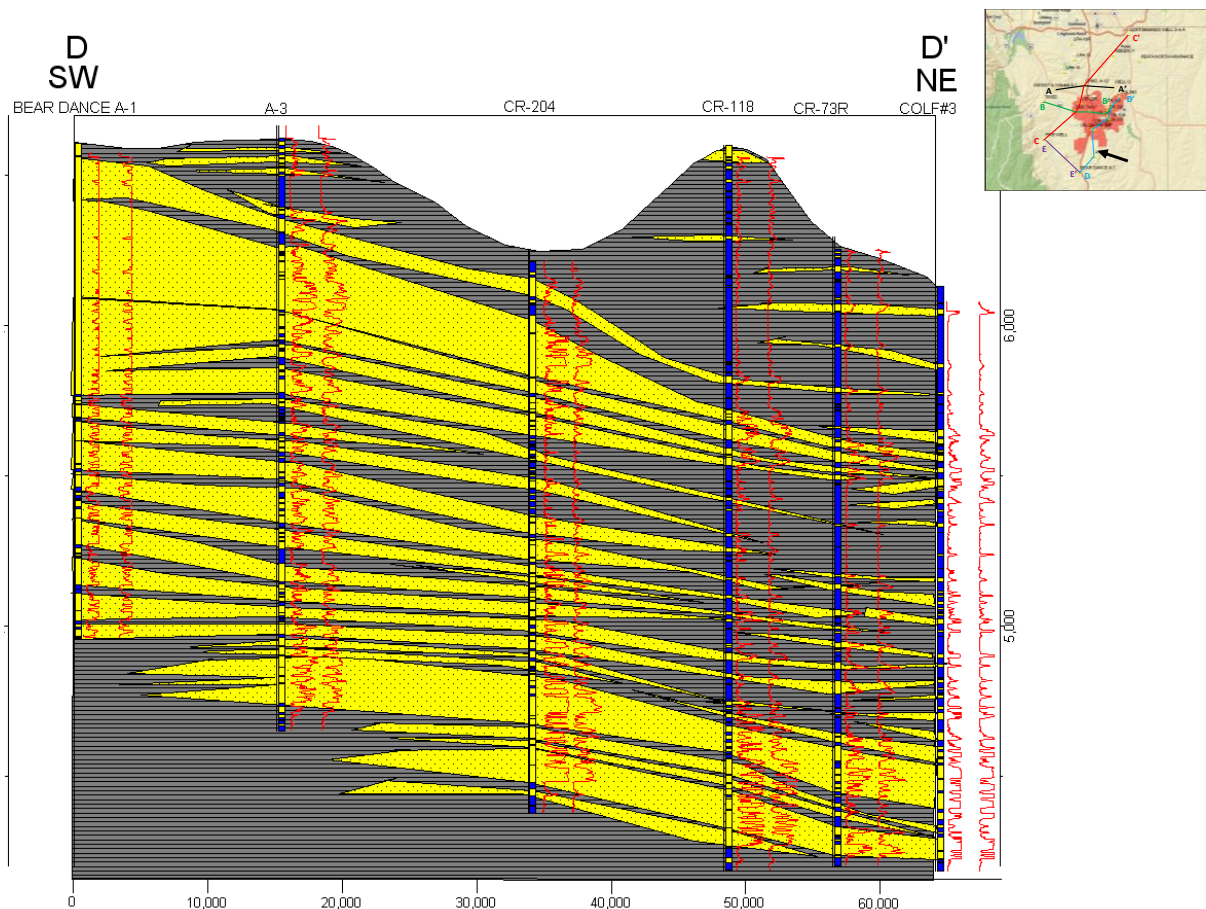 D
SW
D'
NE
BEAR DANCE A-1
A-3
CR-204
CR-118
CR-73R
COLF#3
6,000
5,000
0
10,000
20,000
30,000
40,000
50,000
60.000
C'
A
A'
B
B'
D'
C
E
E'
D